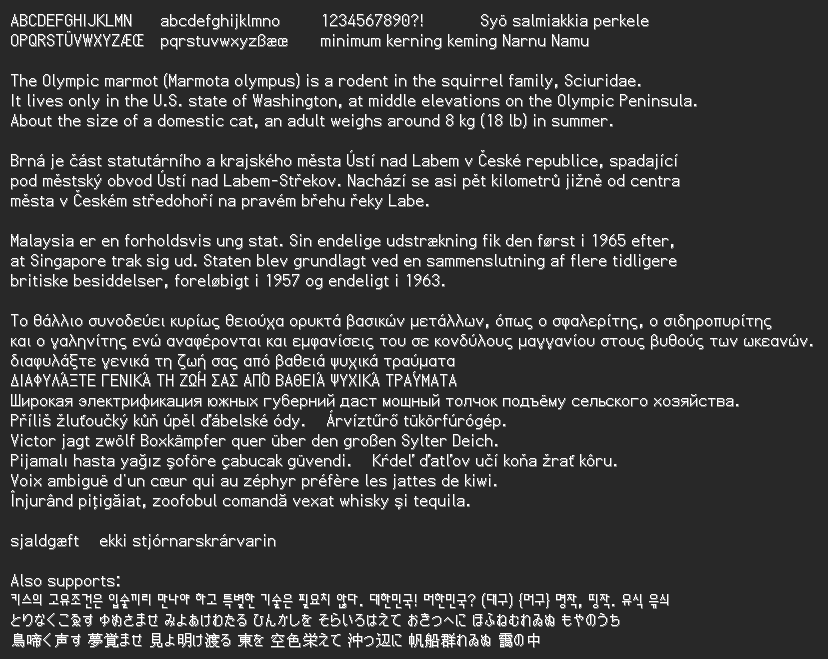 ABCDEFGHIJKLMN abcdefghijklmno 1234567890?! Syö salmiakkia perkele
OPQRSTÜVWXYZÆŒ pqrstuvwxyzßæœ minimum kerning keming Narnu Namu
The Olympic marmot (Marmota olympus) is a rodent in the squirrel family, Sciuridae.
It lives only in the U.S. state of Washington, at middle elevations on the Olympic Peninsula.
About the size of a domestic cat, an adult weighs around 8 kg (18 lb) in summer.
Brná je část statutárního a krajského města Ústí nad Labem v České republice, spadající
pod městský obvod Ústí nad Labem-Střekov. Nachází se asi pět kilometrů jižně od centra
města v Českém středohoří na pravém břehu řeky Labe.
Malaysia er en forholdsvis ung stat. Sin endelige udstrækning fik den først i 1965 efter,
at Singapore trak sig ud. Staten blev grundlagt ved en sammenslutning af flere tidligere
britiske besiddelser, foreløbigt i 1957 og endeligt i 1963.
Το θάλλιο συνοδεύει κυρίως θειούχα ορυκτά βασικών μετάλλων, όπως ο σφαλερίτης, ο σιδηροπυρίτης
και ο γαληνίτης ενώ αναφέρονται και εμφανίσεις του σε κονδύλους μαγγανίου στους βυθούς των ωκεανών.
διαφυλάξτε γενικά τη ζωή σας από βαθειά ψυχικά τραύματα
ΔΙΑΦΥΛΆΞΤΕ ΓΕΝΙΚΆ ΤΗ ΖΩΉ ΣΑΣ ΑΠΌ ΒΑΘΕΙΆ ΨΥΧΙΚΆ ΤΡΑΎΜΑΤΑ
Широкая электрификация южных губерний даст мощный толчок подъёму сельского хозяйства.
Příliš žluťoučký kůň úpěl ďábelské ódy. Árvíztűrő tükörfúrógép.
Victor jagt zwölf Boxkämpfer quer über den großen Sylter Deich.
Pijamalı hasta yağız şoföre çabucak güvendi. Kŕdeľ ďatľov učí koňa žrať kôru.
Voix ambiguë d'un cœur qui au zéphyr préfère les jattes de kiwi.
Înjurând pițigăiat, zoofobul comandă vexat whisky și tequila.
sjaldgæft ekki stjórnarskrárvarin
Also supports:
키스의 고유조건은 입술끼리 만나야 하고 특별한 기술은 필요치 않다. 대한민국! 머한민국? (대구) {머구} 명작, 띵작. 유식 윾싀
とりなくこゑす ゆめさませ みよあけわたる ひんかしを そらいろはえて おきつへに ほふねむれゐぬ もやのうち
鳥啼く声す 夢覚ませ 見よ明け渡る 東を 空色栄えて 沖つ辺に 帆船群れゐぬ 靄の中